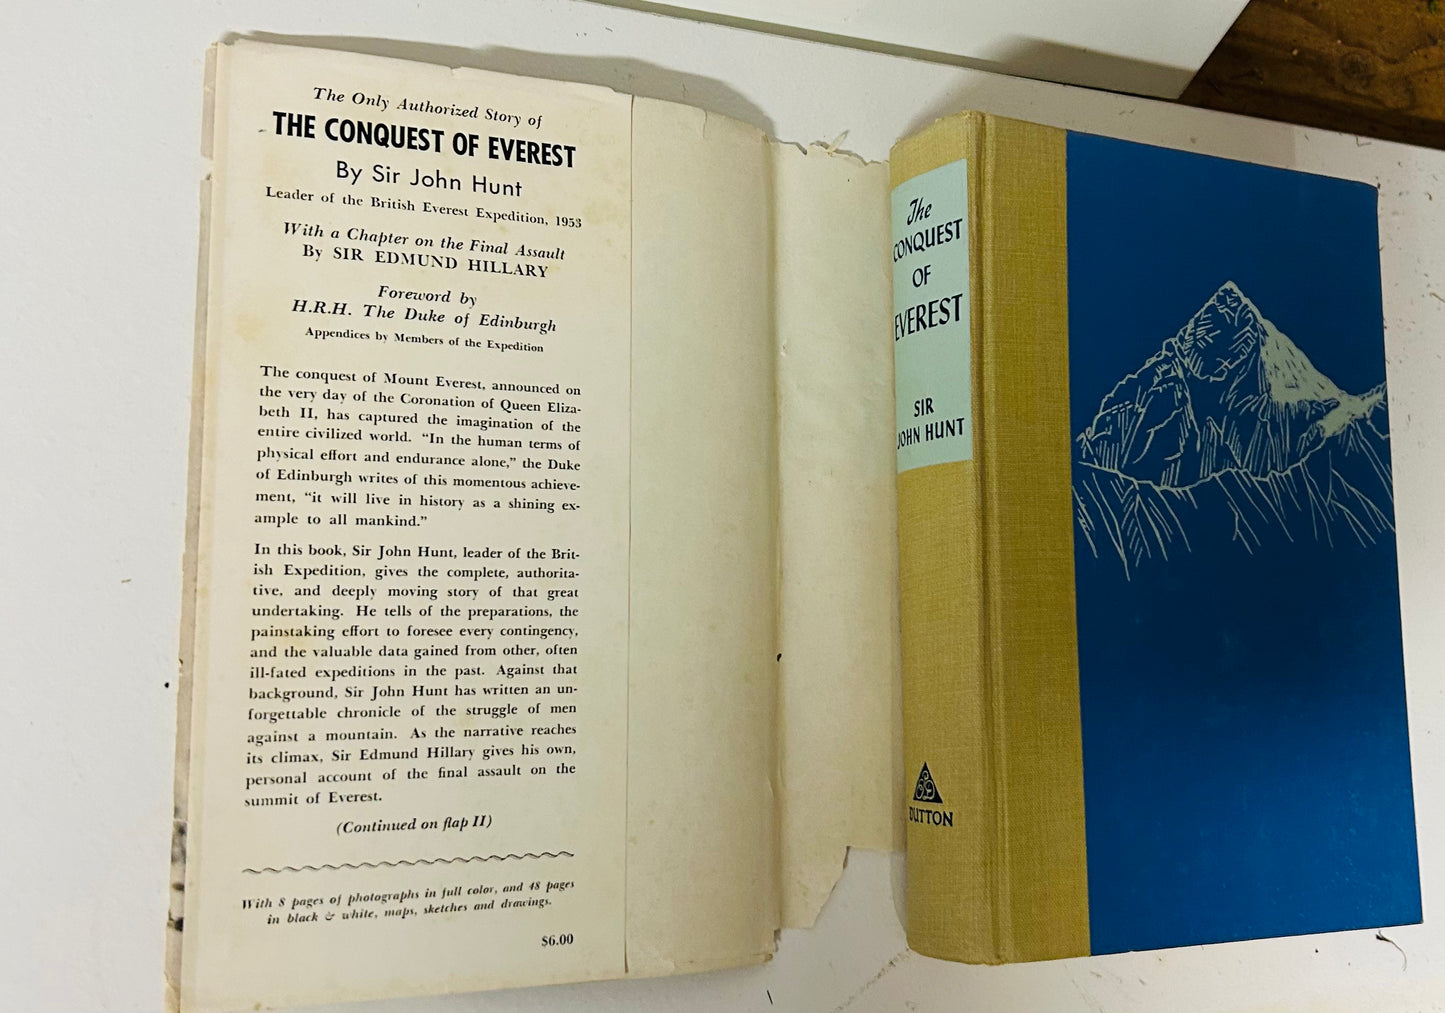 The Only Authorized Story of
THE CONQUEST OF EVEREST
By Sir John Hunt
Leader of the British Everest Expedition, 1953
With a Chapter on the Final Assault
By SIR EDMUND HILLARY
Foreword by
H.R.H. The Duke of Edinburgh
Appendices by Members of the Expedition
The conquest of Mount Everest, announced on
the very day of the Coronation of Queen Eliza-
beth II, has captured the imagination of the
entire civilized world. “In the human terms of
physical effort and endurance alone,” the Duke
of Edinburgh writes of this momentous achieve-
ment, “it will live in history as a shining ex-
ample to all mankind.”
In this book, Sir John Hunt, leader of the Brit-
ish Expedition, gives the complete, authorita-
tive, and deeply moving story of that great
undertaking. He tells of the preparations, the
painstaking effort to foresee every contingency,
and the valuable data gained from other, often
ill-fated expeditions in the past. Against that
background, Sir John Hunt has written an un-
forgettable chronicle of the struggle of men
against a mountain. As the narrative reaches
its climax, Sir Edmund Hillary gives his own,
personal account of the final assault on the
summit of Everest.
(Continued on flap II)
With 8 pages of photographs in full color, and 48 pages
in black & white, maps, sketches and drawings.
$6.00
The
CONQUEST
OF
EVEREST
SIR
JOHN HUNT
DUTTON